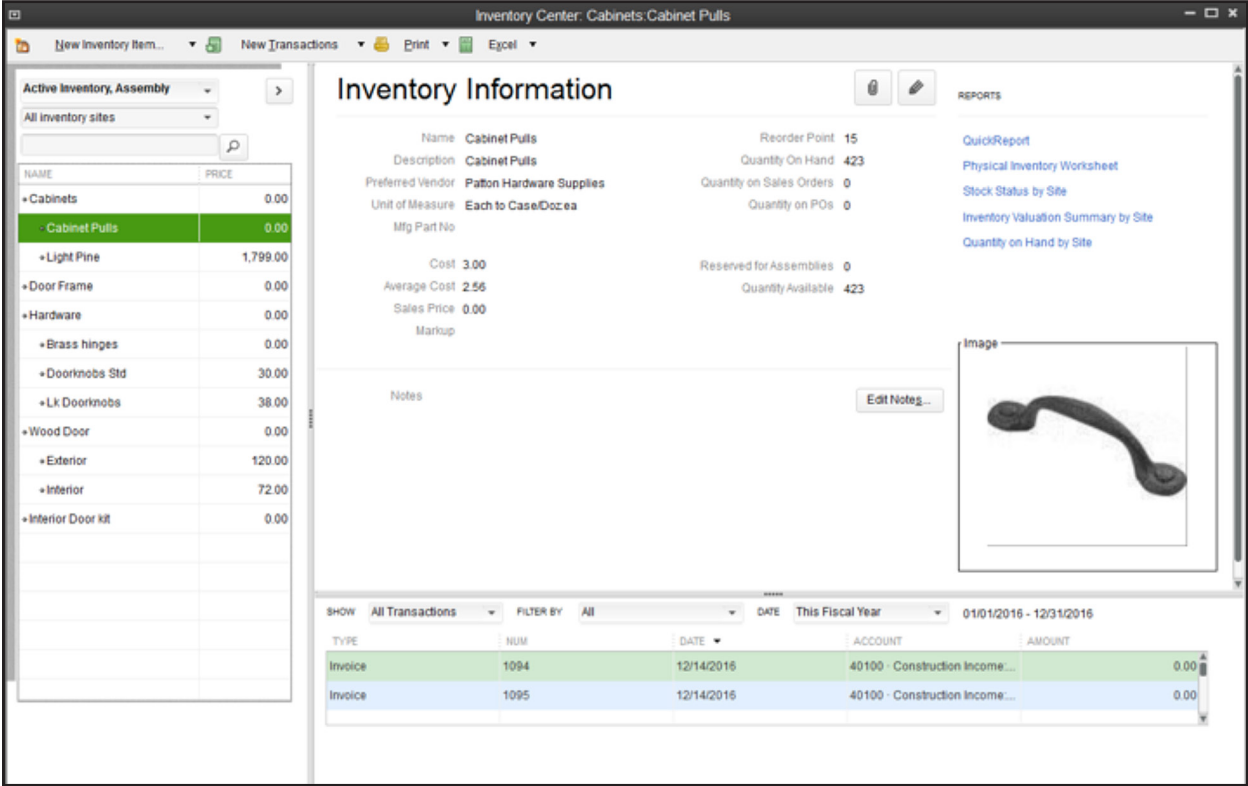 Inventory Center: Cabinets:Cabinet Pulls
New Inventory Item... New Transactions Print Excel
Active Inventory, Assembly
All inventory sites
NAME PRICE
Cabinets 0.00
Cabinet Pulls 0.00
Light Pine 1,799.00
Door Frame 0.00
Hardware 0.00
Brass hinges 0.00
Doorknobs Std 30.00
Lk Doorknobs 38.00
Wood Door 0.00
Exterior 120.00
Interior 72.00
Interior Door kit 0.00
Inventory Information
Name Cabinet Pulls
Description Cabinet Pulls
Preferred Vendor Patton Hardware Supplies
Unit of Measure Each to Case/Doz:ea
Mfg Part No
Cost 3.00
Average Cost 2.56
Sales Price 0.00
Markup
Reorder Point 15
Quantity On Hand 423
Quantity on Sales Orders 0
Quantity on POs 0
Reserved for Assemblies 0
Quantity Available 423
Notes
Edit Notes...
REPORTS
QuickReport
Physical Inventory Worksheet
Stock Status by Site
Inventory Valuation Summary by Site
Quantity on Hand by Site
Image
SHOW All Transactions FILTER BY All DATE This Fiscal Year 01/01/2016 - 12/31/2016
TYPE NUM DATE ACCOUNT AMOUNT
Invoice 1094 12/14/2016 40100 · Construction Income:... 0.00
Invoice 1095 12/14/2016 40100 · Construction Income:... 0.00